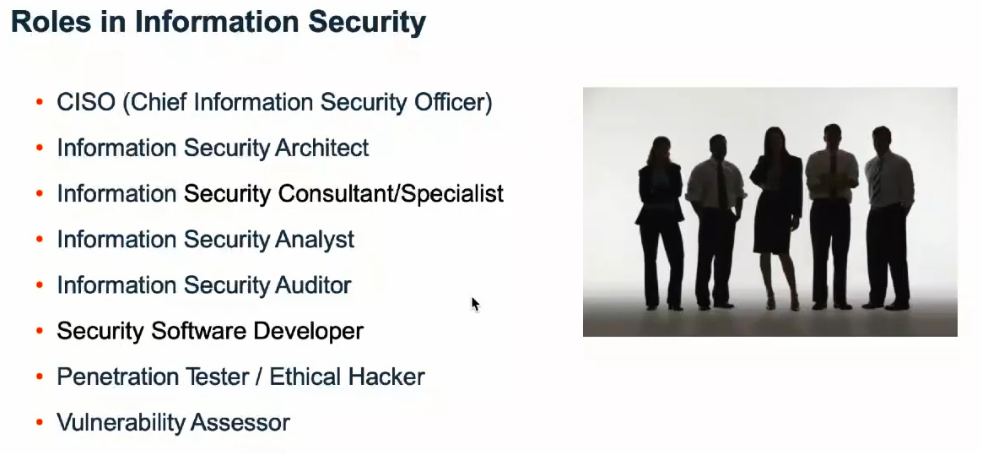 Roles in Information Security
• CISO (Chief Information Security Officer)
• Information Security Architect
• Information Security Consultant/Specialist
• Information Security Analyst
• Information Security Auditor
• Security Software Developer
• Penetration Tester / Ethical Hacker
• Vulnerability Assessor